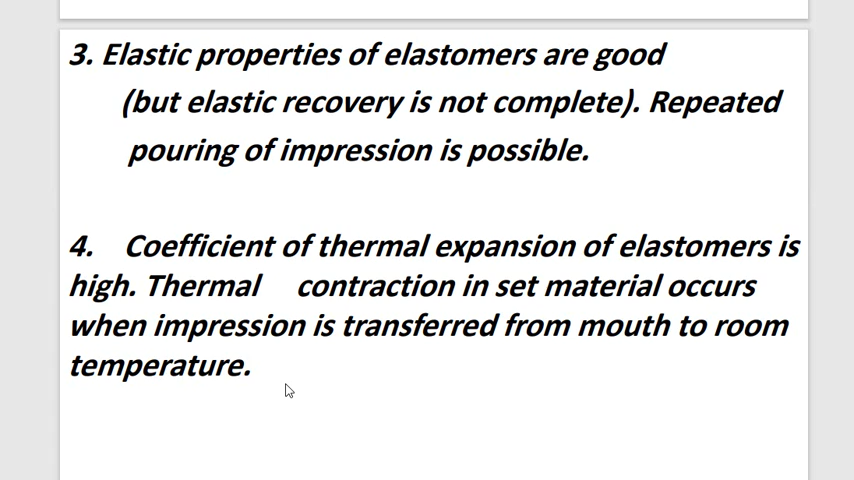 3. Elastic properties of elastomers are good
(but elastic recovery is not complete). Repeated
pouring of impression is possible.
4. Coefficient of thermal expansion of elastomers is
high. Thermal contraction in set material occurs
when impression is transferred from mouth to room
temperature.